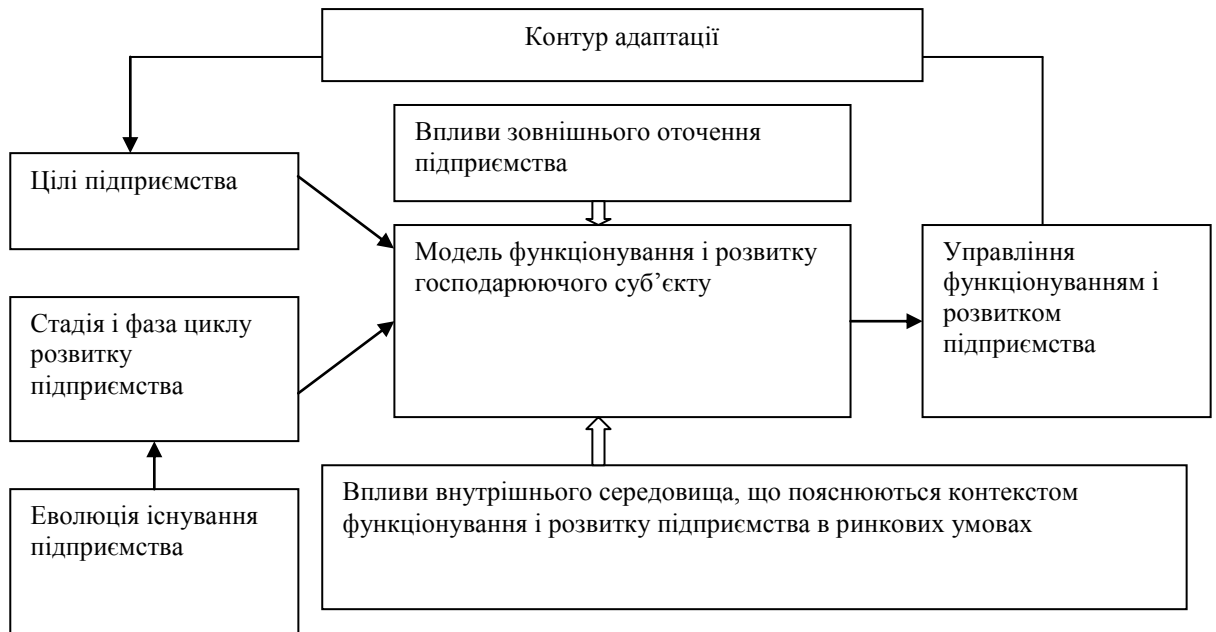 Контур адаптації
Впливи зовнішнього оточення
підприємства
Цілі підприємства
Модель функціонування і розвитку
господарюючого суб’єкту
Управління
функціонуванням і
розвитком
підприємства
Стадія і фаза циклу
розвитку
підприємства
Впливи внутрішнього середовища, що пояснюються контекстом
функціонування і розвитку підприємства в ринкових умовах
Еволюція існування
підприємства